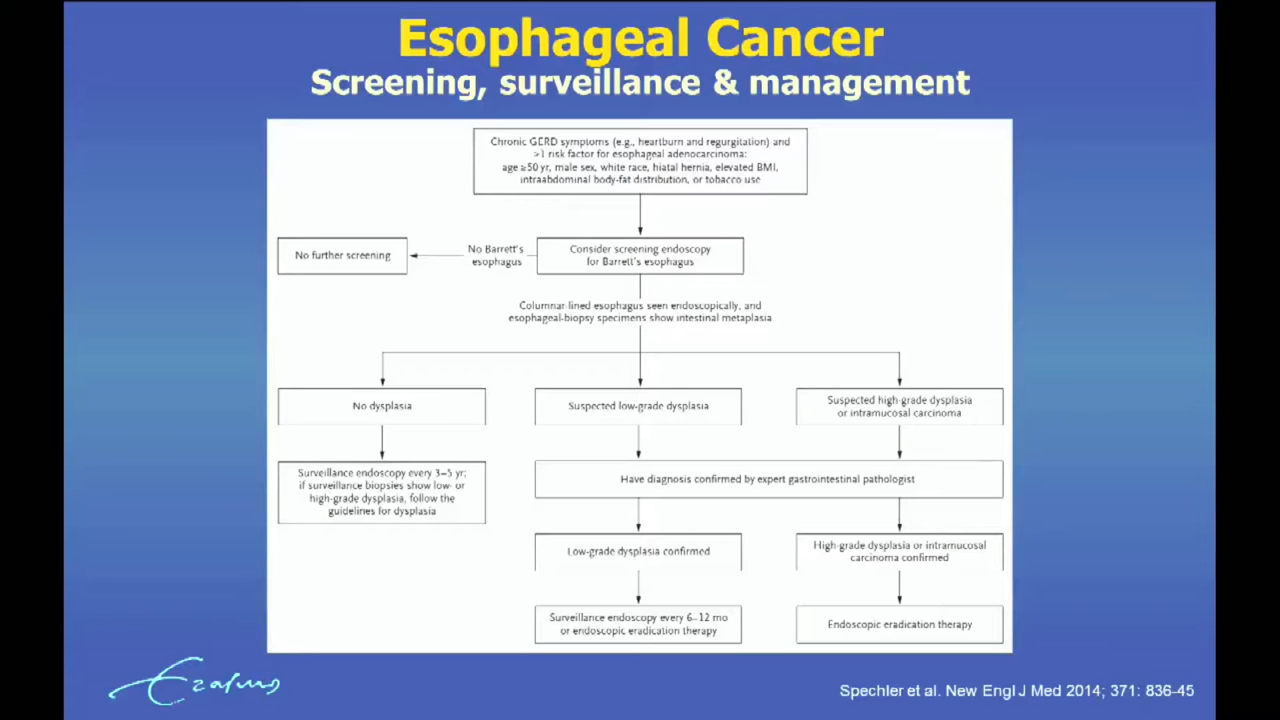 Esophageal Cancer
Screening, surveillance & management
Chronic GERD symptoms (e.g., heartburn and regurgitation) and
>1 risk factor for esophageal adenocarcinoma:
age ≥50 yr, male sex, white race, hiatal hernia, elevated BMI,
intraabdominal body-fat distribution, or tobacco use
No further screening
No Barrett's
esophagus
Consider screening endoscopy
for Barrett's esophagus
Columnar-lined esophagus seen endoscopically, and
esophageal-biopsy specimens show intestinal metaplasia
No dysplasia
Suspected low-grade dysplasia
Suspected high-grade dysplasia
or intramucosal carcinoma
Surveillance endoscopy every 3–5 yr;
if surveillance biopsies show low- or
high-grade dysplasia, follow the
guidelines for dysplasia
Have diagnosis confirmed by expert gastrointestinal pathologist
Low-grade dysplasia confirmed
High-grade dysplasia or intramucosal
carcinoma confirmed
Surveillance endoscopy every 6–12 mo
or endoscopic eradication therapy
Endoscopic eradication therapy
Erasmus
Spechler et al. New Engl J Med 2014; 371: 836-45